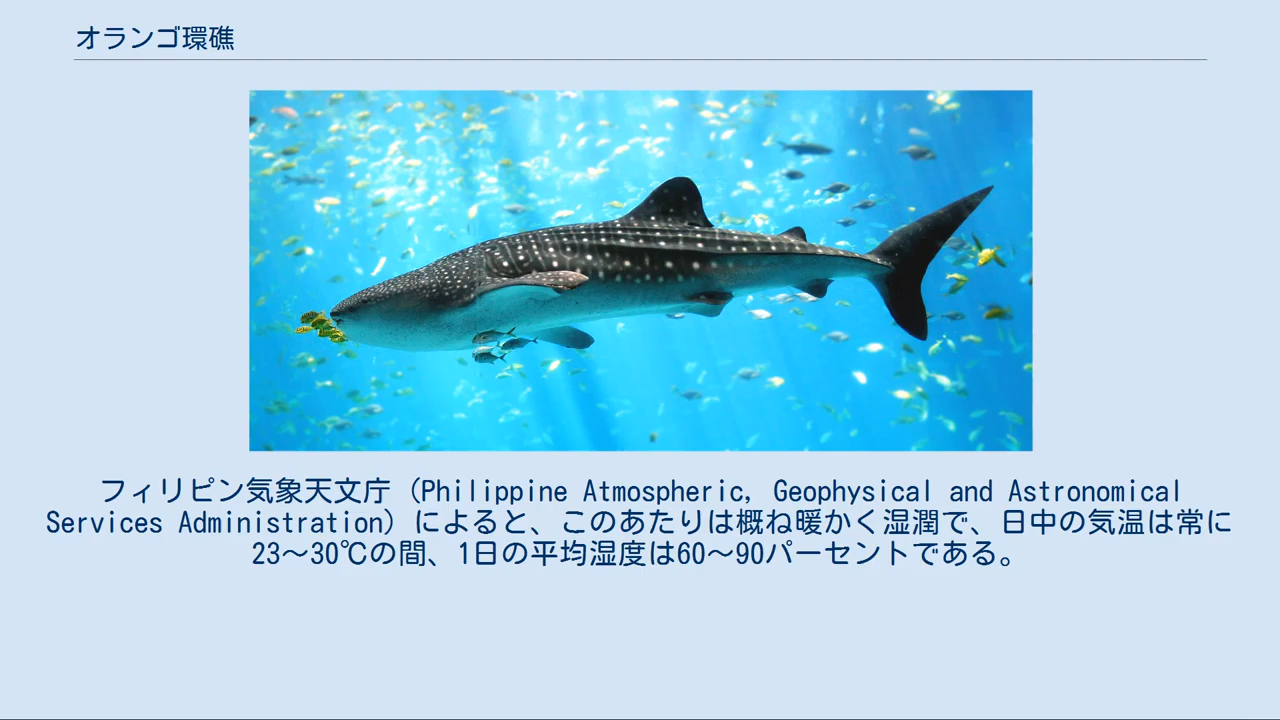 オランゴ環礁
フィリピン気象天文庁（Philippine Atmospheric, Geophysical and Astronomical
Services Administration）によると、このあたりは概ね暖かく湿潤で、日中の気温は常に
23〜30℃の間、1日の平均湿度は60〜90パーセントである。